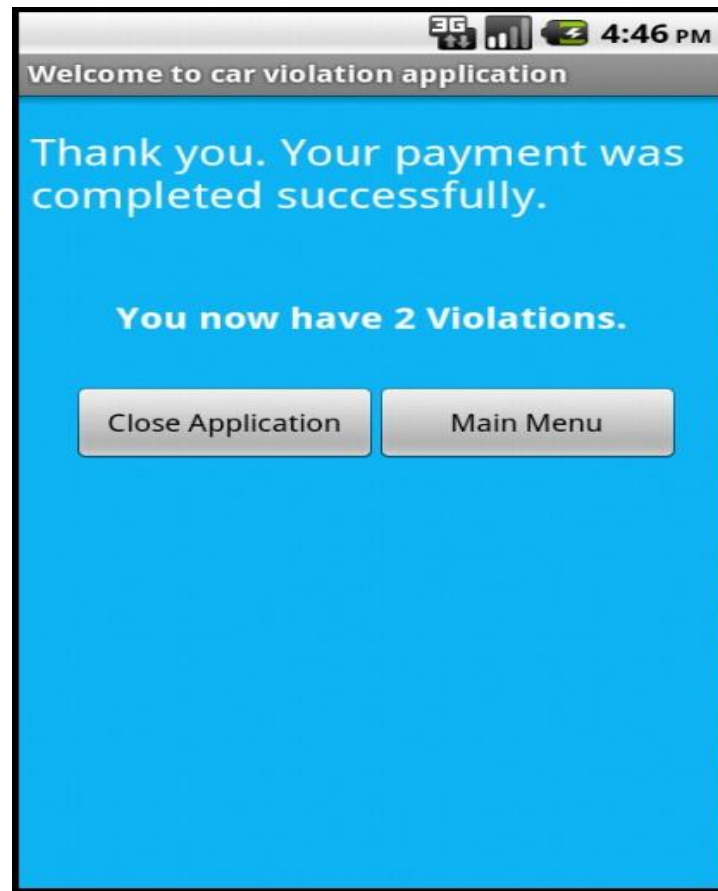 3G 4:46 PM
Welcome to car violation application
Thank you. Your payment was
completed successfully.
You now have 2 Violations.
Close Application Main Menu